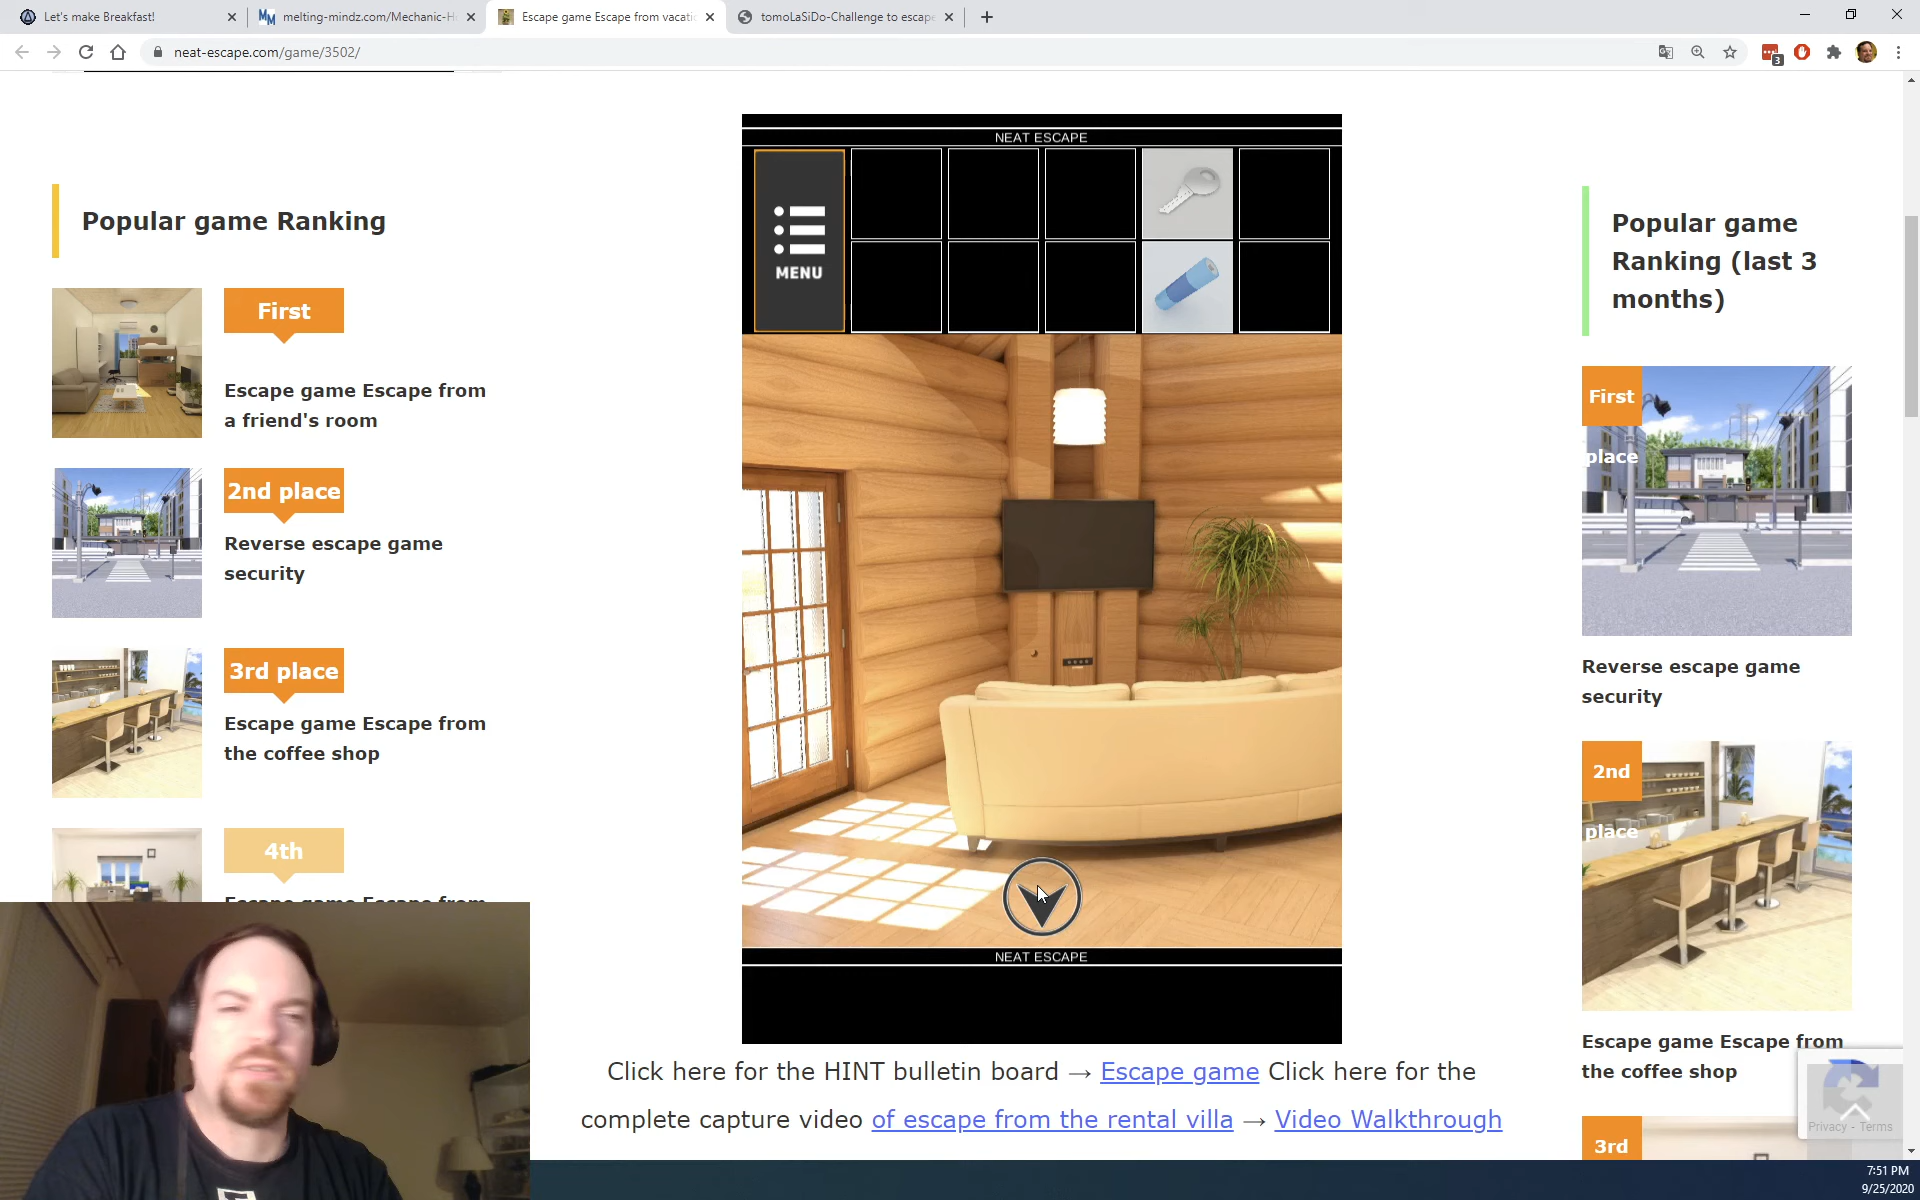 Let's make Breakfast!
melting-mindz.com/Mechanic-H
Escape game Escape from vacati
tomoLaSiDo-Challenge to escape
neat-escape.com/game/3502/
3
NEAT ESCAPE
MENU
Popular game Ranking
First
Escape game Escape from
a friend's room
2nd place
Reverse escape game
security
3rd place
Escape game Escape from
the coffee shop
4th
Escape game Escape from
Popular game
Ranking (last 3
months)
First
place
Reverse escape game
security
2nd
place
Escape game Escape from
the coffee shop
3rd
NEAT ESCAPE
Click here for the HINT bulletin board → Escape game Click here for the
complete capture video of escape from the rental villa → Video Walkthrough
Privacy - Terms
7:51 PM
9/25/2020